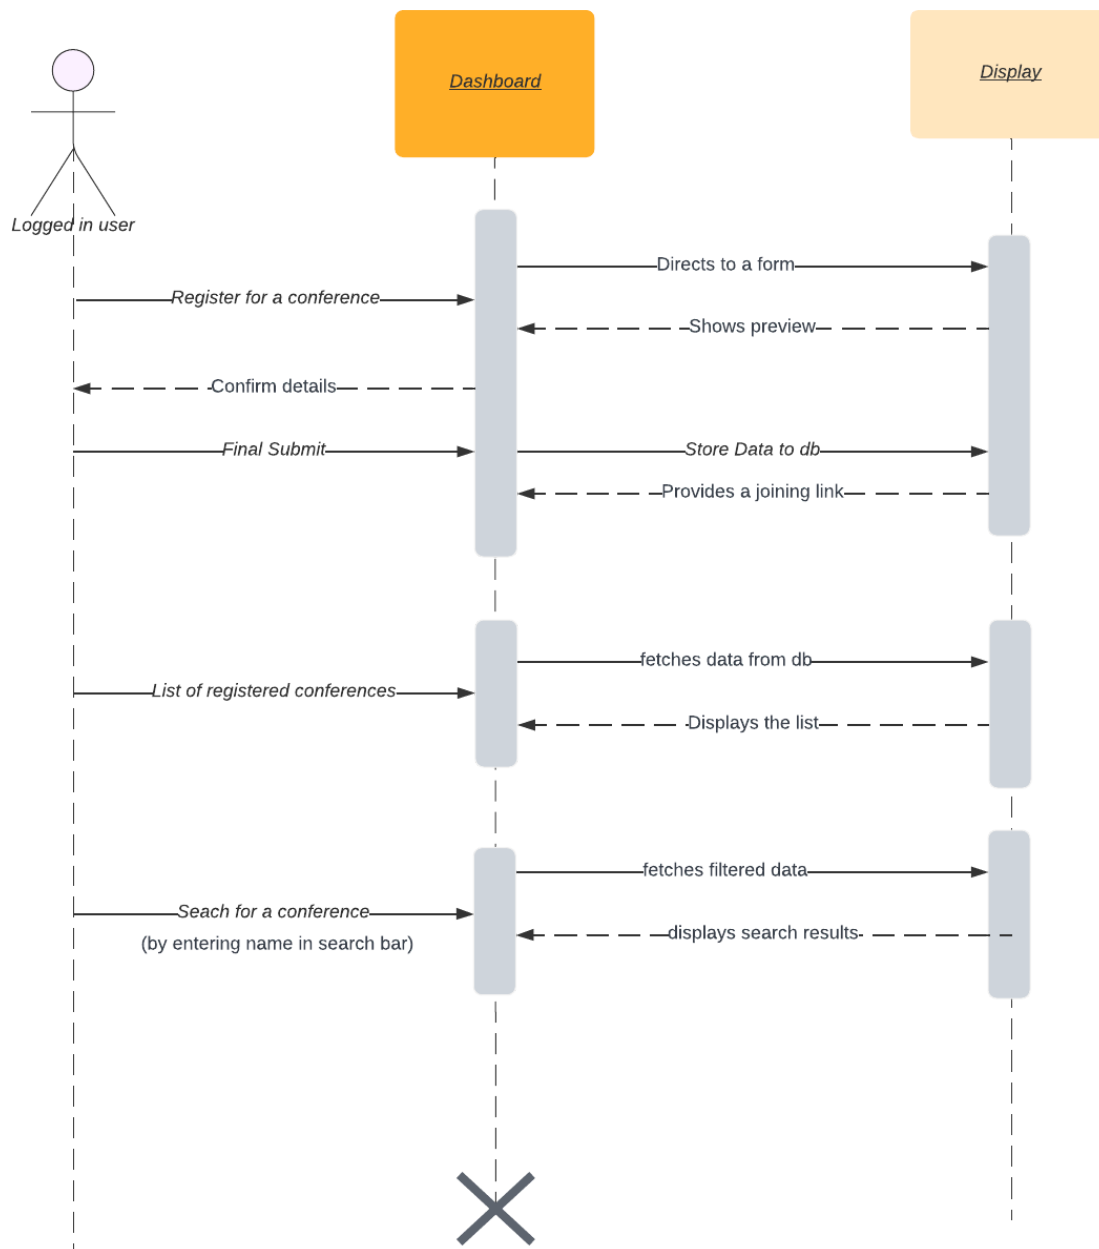 Dashboard
Display
Logged in user
Directs to a form
Register for a conference
Shows preview
Confirm details
Final Submit
Store Data to db
Provides a joining link
fetches data from db
List of registered conferences
Displays the list
fetches filtered data
Seach for a conference
(by entering name in search bar)
displays search results